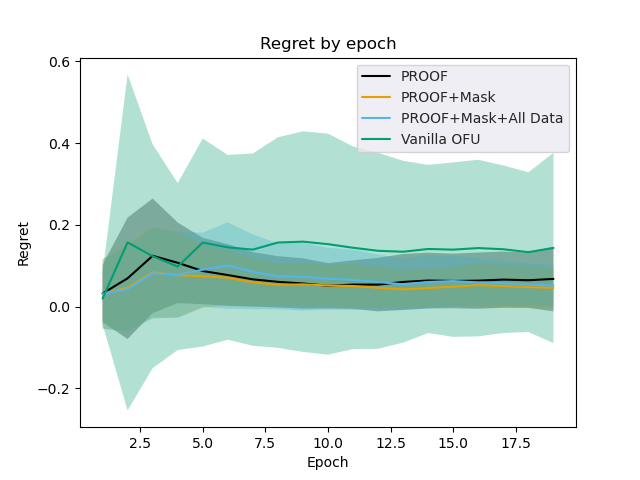 Regret by epoch
PROOF
PROOF+Mask
PROOF+Mask+All Data
Vanilla OFU
0.6
0.4
0.2
0.0
−0.2
Regret
2.5 5.0 7.5 10.0 12.5 15.0 17.5
Epoch